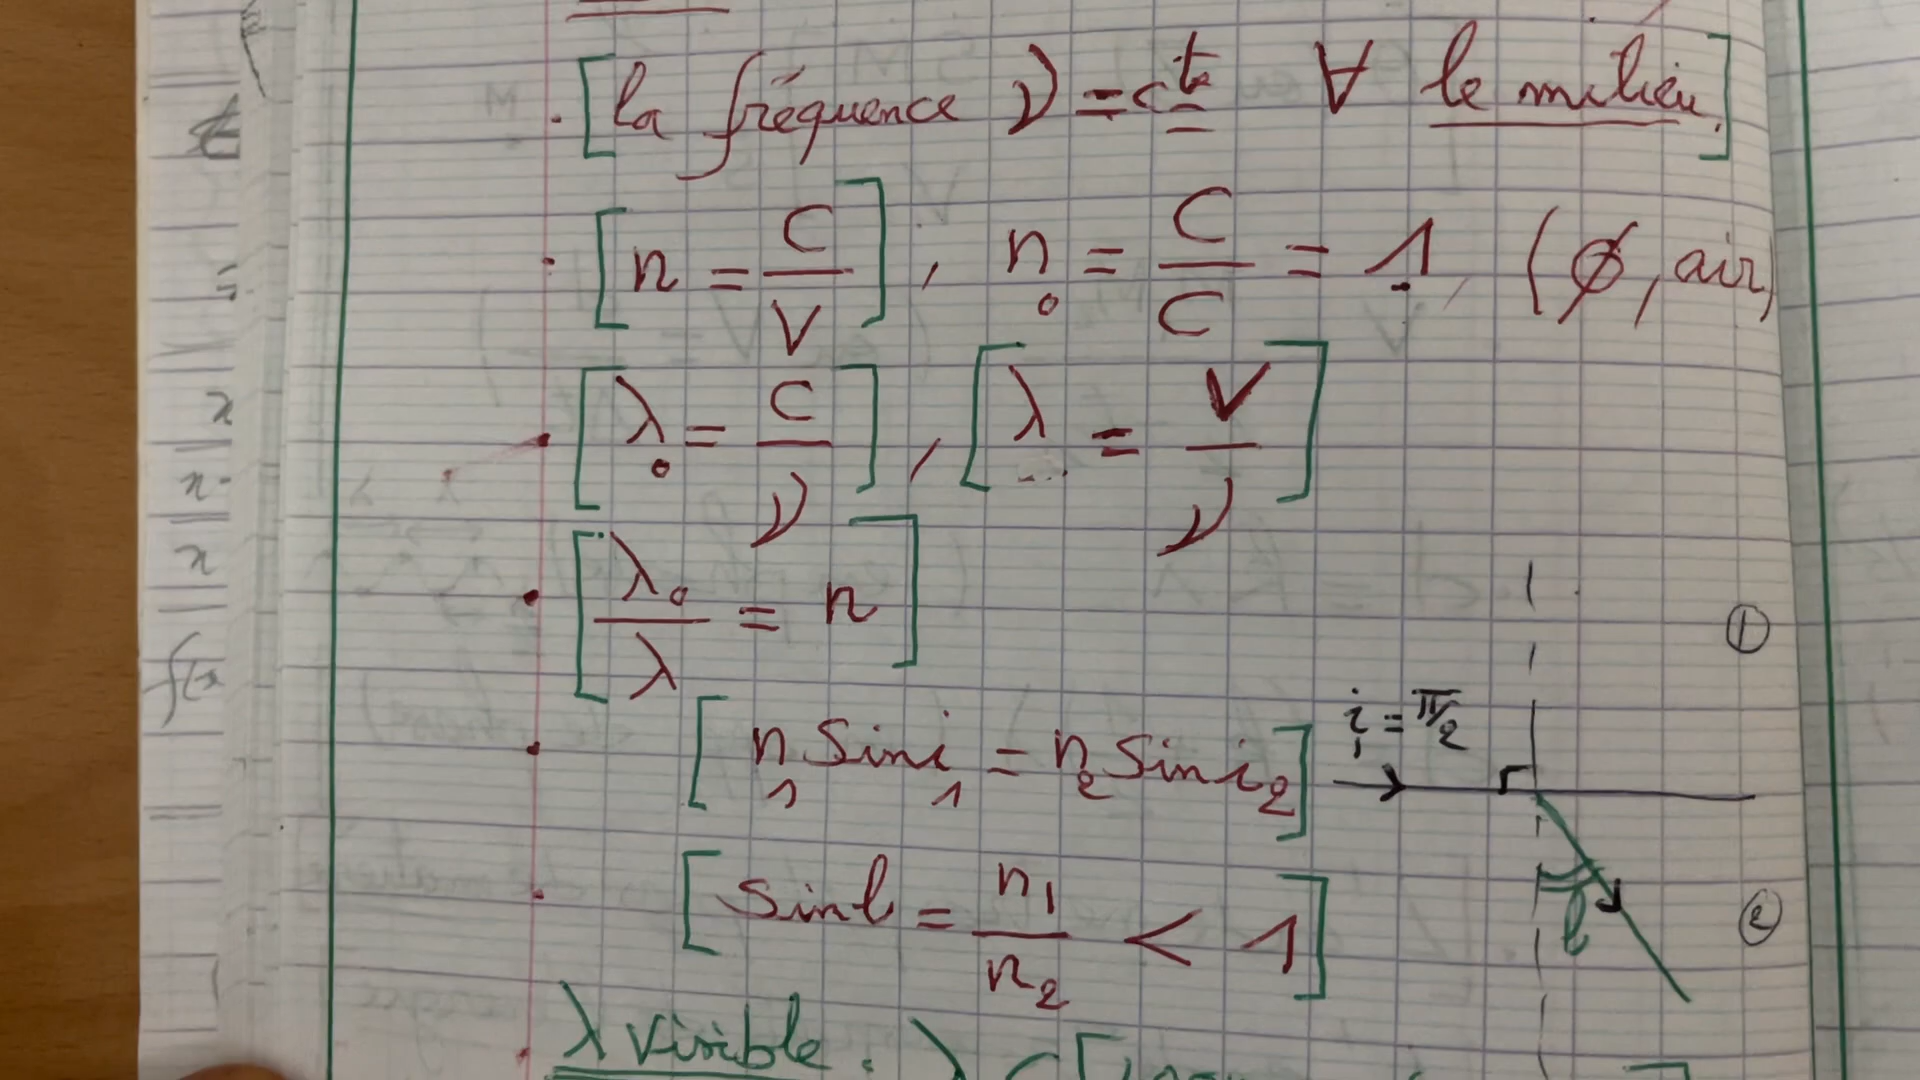 . [la fréquence ν = cte ∀ le milieu.]
. [n = C/V], n₀ = C/C = 1, (∅, air)
. [λ₀ = C/ν], [λ = V/ν]
. [λ₀/λ = n]
①
. [n₁ Sin i₁ = n₂ Sin i₂]
i₁ = π/2
. [Sin l = n₁/n₂ < 1]
l
②
. λ visible :